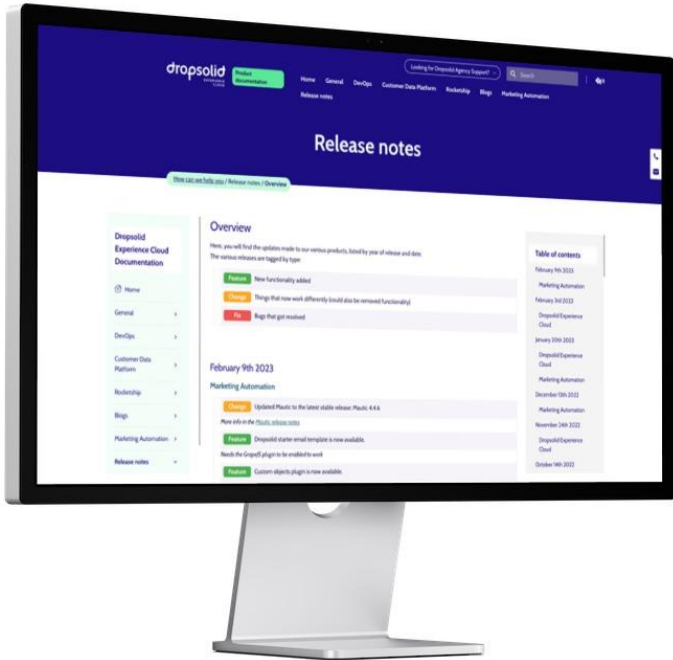 dropsolid
EXPERIENCE
CLOUD
Product
documentation
Looking for Dropsolid Agency Support?
Search
Home General DevOps Customer Data Platform Rocketship Blogs Marketing Automation
Release notes
Release notes
How can we help you / Release notes / Overview
Dropsolid
Experience Cloud
Documentation
Home
General
DevOps
Customer Data
Platform
Rocketship
Blogs
Marketing Automation
Release notes
Overview
Here, you will find the updates made to our various products, listed by year of release and date.
The various releases are tagged by type:
Feature New functionality added
Change Things that now work differently (could also be removed functionality)
Fix Bugs that got resolved
February 9th 2023
Marketing Automation
Change Updated Mautic to the latest stable release: Mautic 4.4.6
More info in the Mautic release notes
Feature Dropsolid starter email template is now available.
Needs the GrapeJS plugin to be enabled to work
Feature Custom objects plugin is now available.
Table of contents
February 9th 2023
Marketing Automation
February 3rd 2023
Dropsolid Experience
Cloud
January 20th 2023
Dropsolid Experience
Cloud
Marketing Automation
December 13th 2022
Marketing Automation
November 24th 2022
Dropsolid Experience
Cloud
October 14th 2022